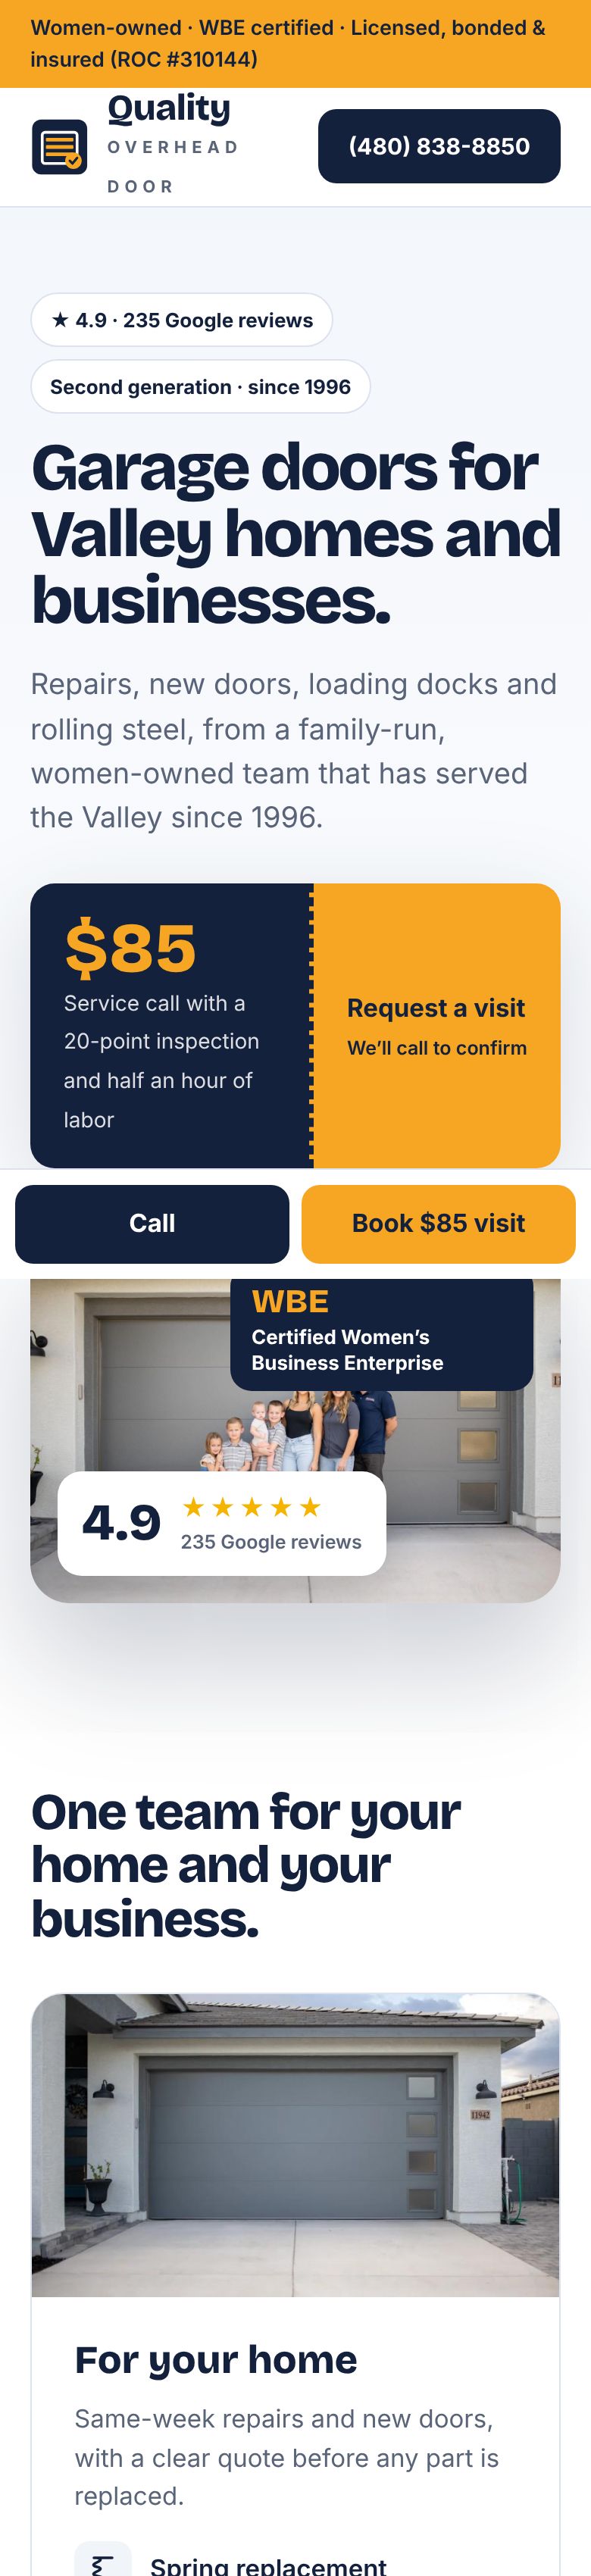 Women-owned · WBE certified · Licensed, bonded &
insured (ROC #310144)
Quality
OVERHEAD
DOOR
(480) 838-8850
★ 4.9 · 235 Google reviews
Second generation · since 1996
Garage doors for
Valley homes and
businesses.
Repairs, new doors, loading docks and
rolling steel, from a family-run,
women-owned team that has served
the Valley since 1996.
$85
Service call with a
20-point inspection
and half an hour of
labor
Request a visit
We’ll call to confirm
Call
Book $85 visit
WBE
Certified Women’s
Business Enterprise
4.9
★★★★★
235 Google reviews
One team for your
home and your
business.
11942
For your home
Same-week repairs and new doors,
with a clear quote before any part is
replaced.
Spring replacement